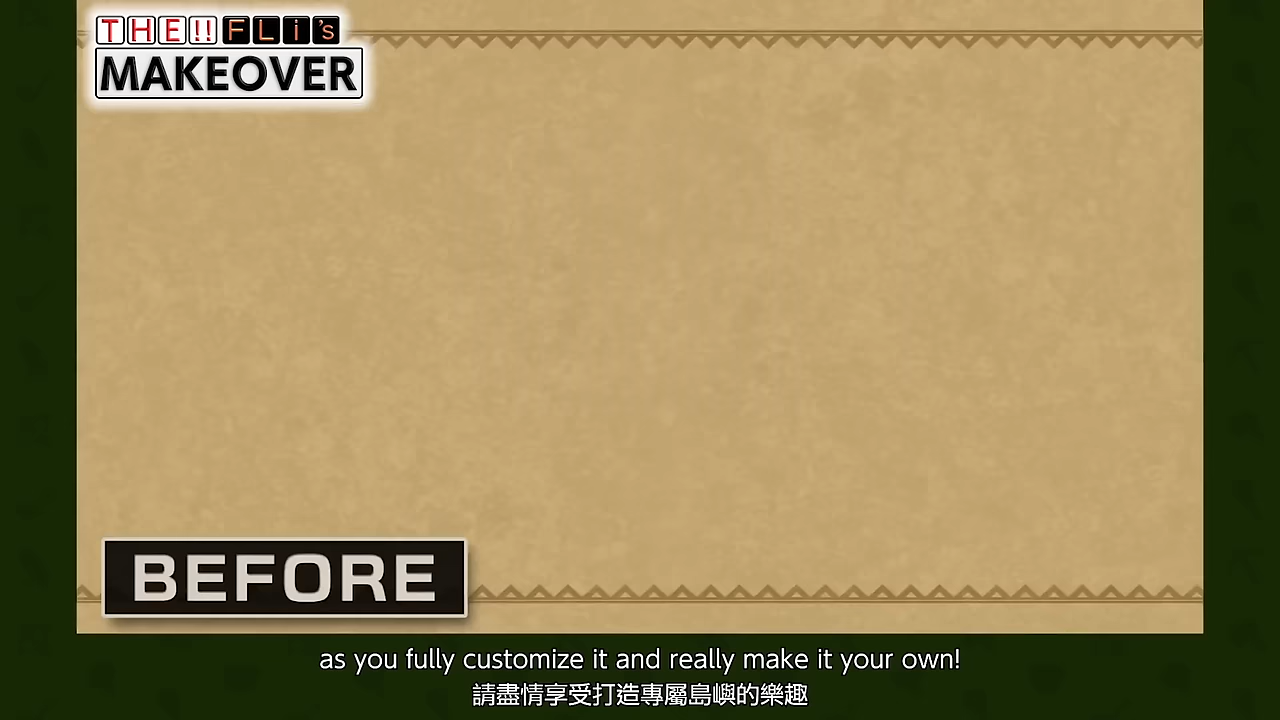 THE!! FLi's
MAKEOVER
BEFORE
as you fully customize it and really make it your own!
請盡情享受打造專屬島嶼的樂趣